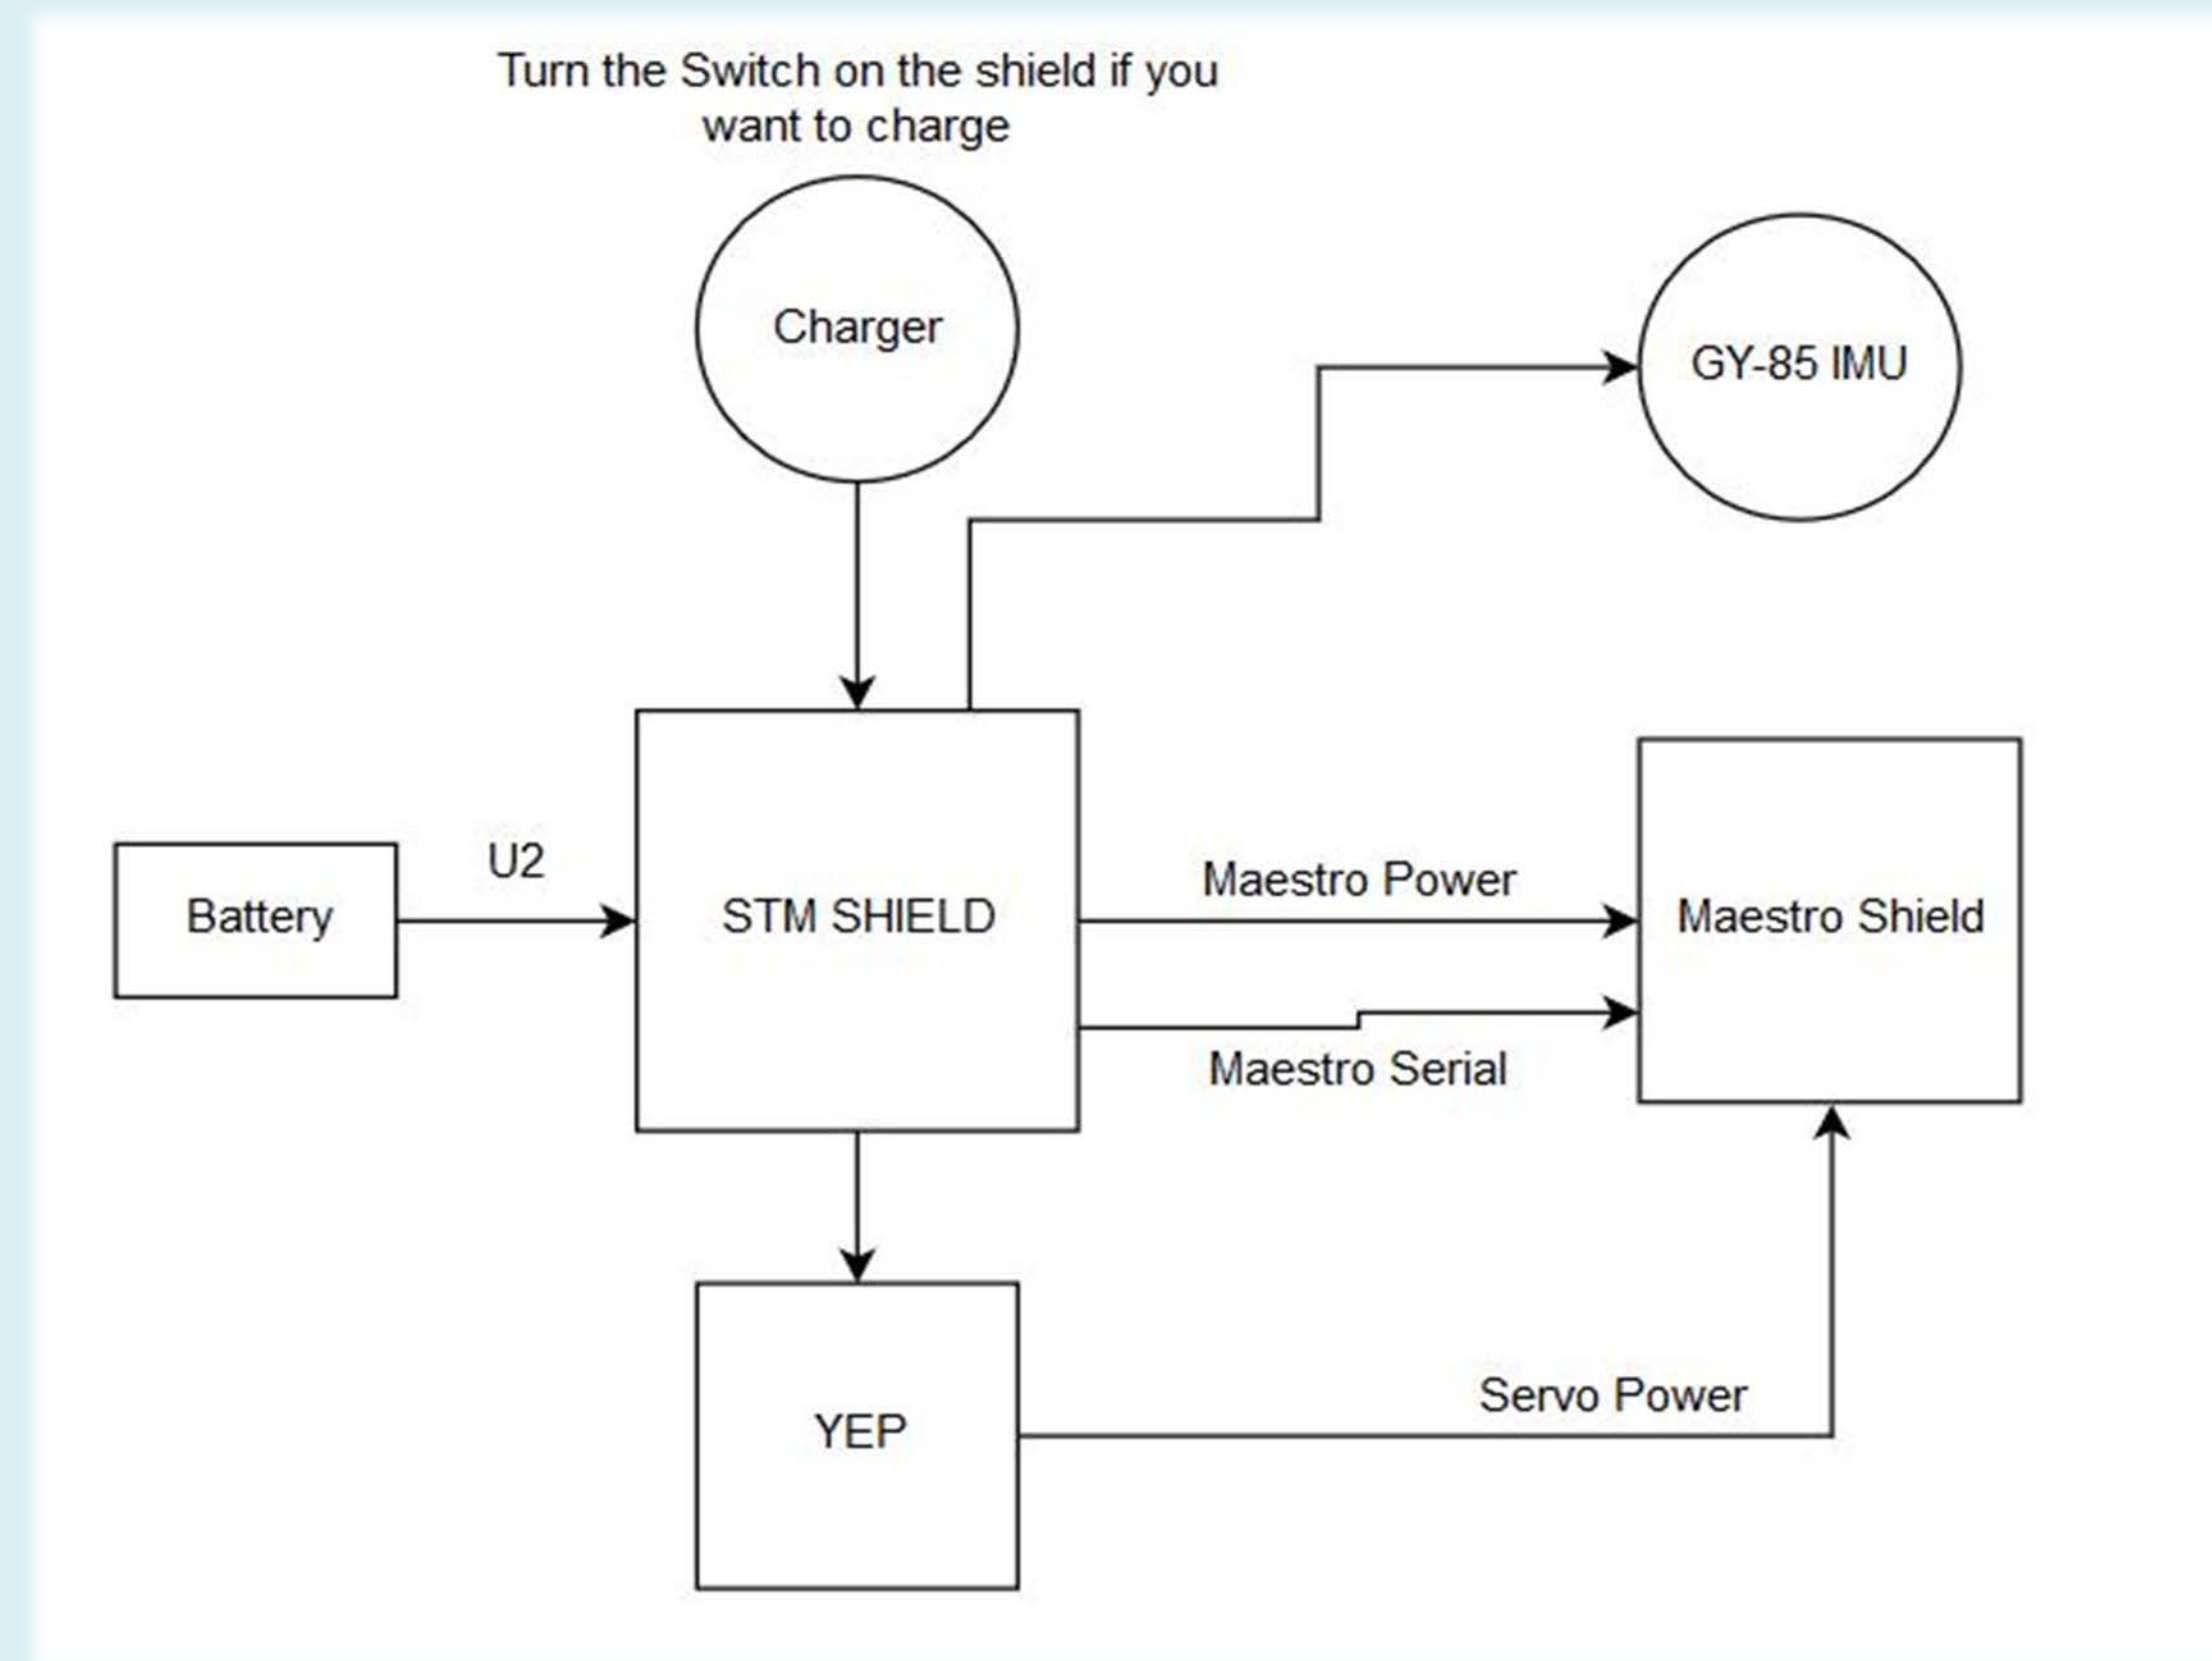 Turn the Switch on the shield if you
want to charge
Charger
GY-85 IMU
U2
Battery
STM SHIELD
Maestro Power
Maestro Shield
Maestro Serial
YEP
Servo Power